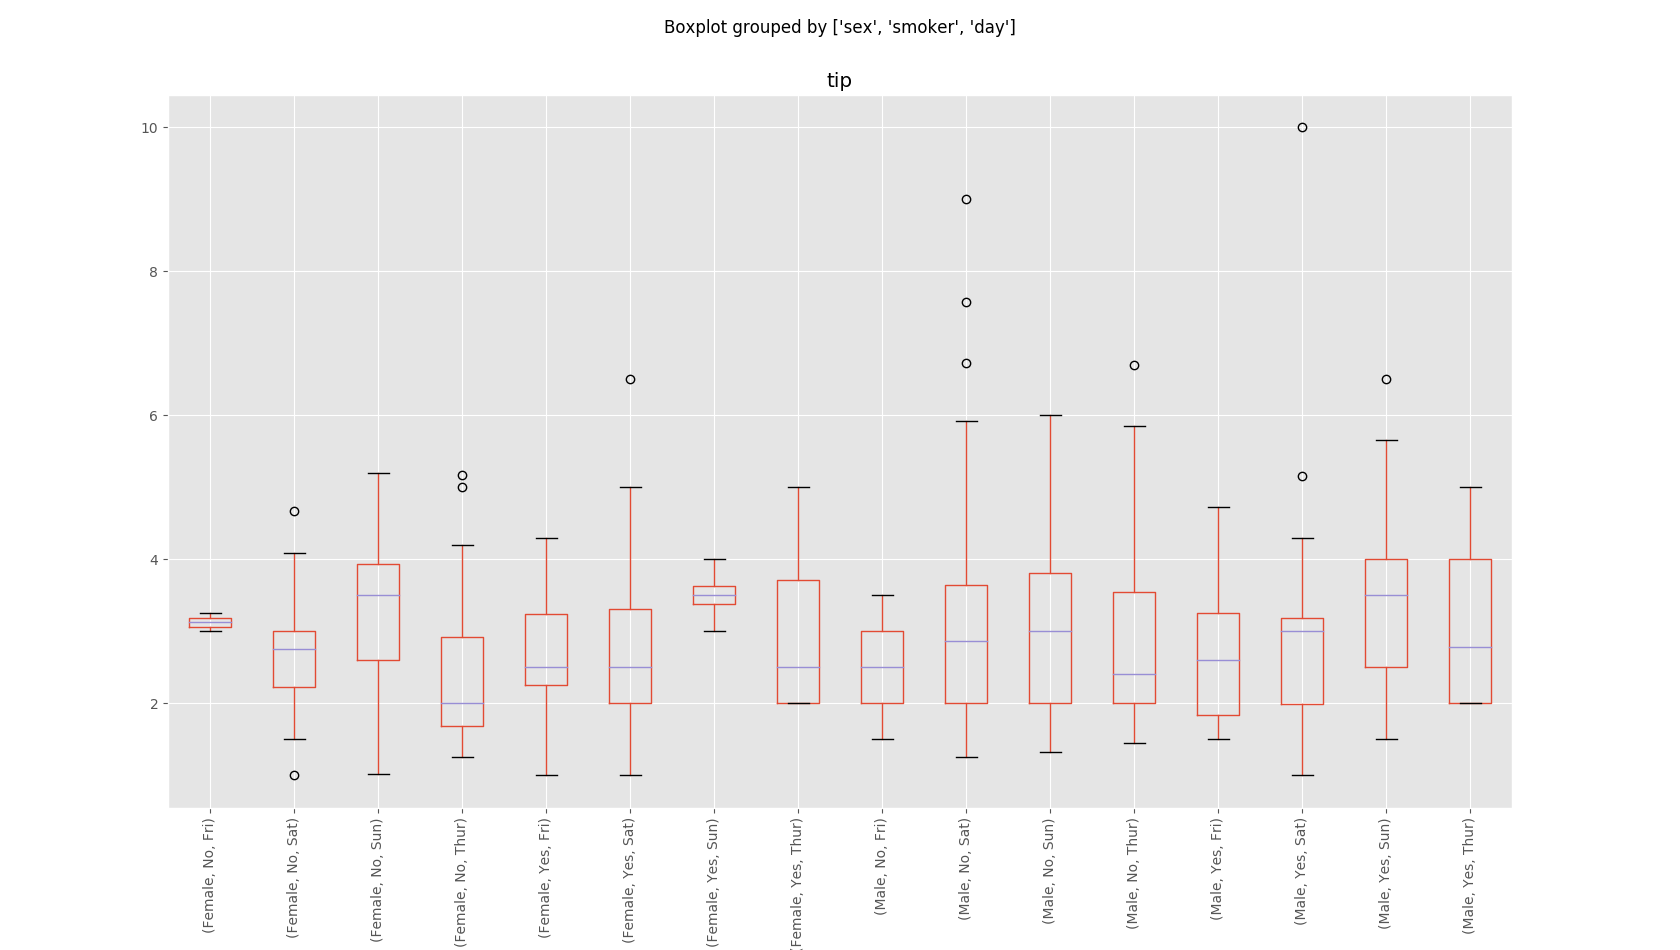 Boxplot grouped by ['sex', 'smoker', 'day']
tip
10
8
6
4
2
(Female, No, Fri)
(Female, No, Sat)
(Female, No, Sun)
(Female, No, Thur)
(Female, Yes, Fri)
(Female, Yes, Sat)
(Female, Yes, Sun)
(Female, Yes, Thur)
(Male, No, Fri)
(Male, No, Sat)
(Male, No, Sun)
(Male, No, Thur)
(Male, Yes, Fri)
(Male, Yes, Sat)
(Male, Yes, Sun)
(Male, Yes, Thur)